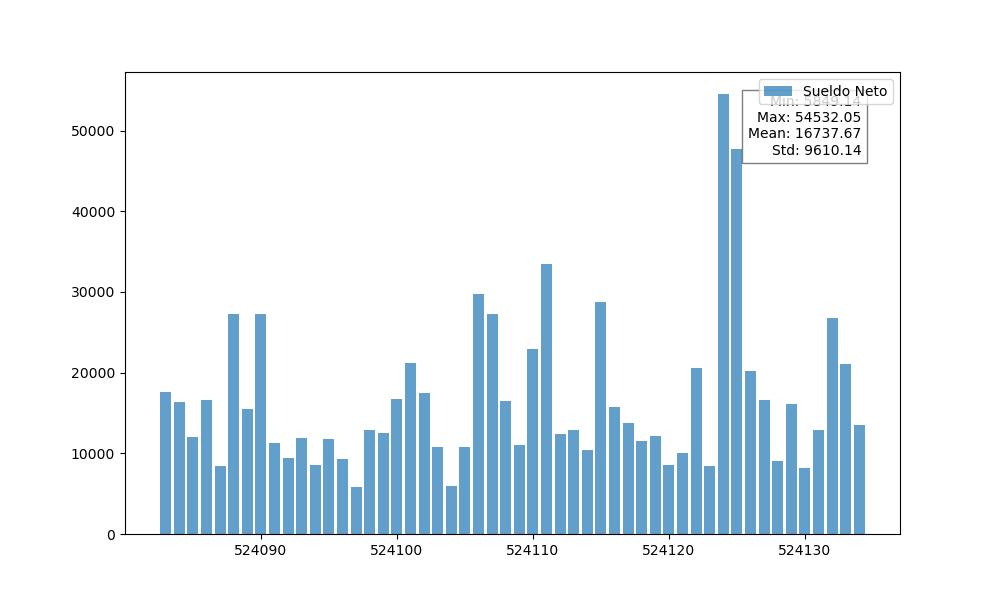 Sueldo Neto
Min: 5849.14
Max: 54532.05
Mean: 16737.67
Std: 9610.14
50000
40000
30000
20000
10000
0
524090 524100 524110 524120 524130